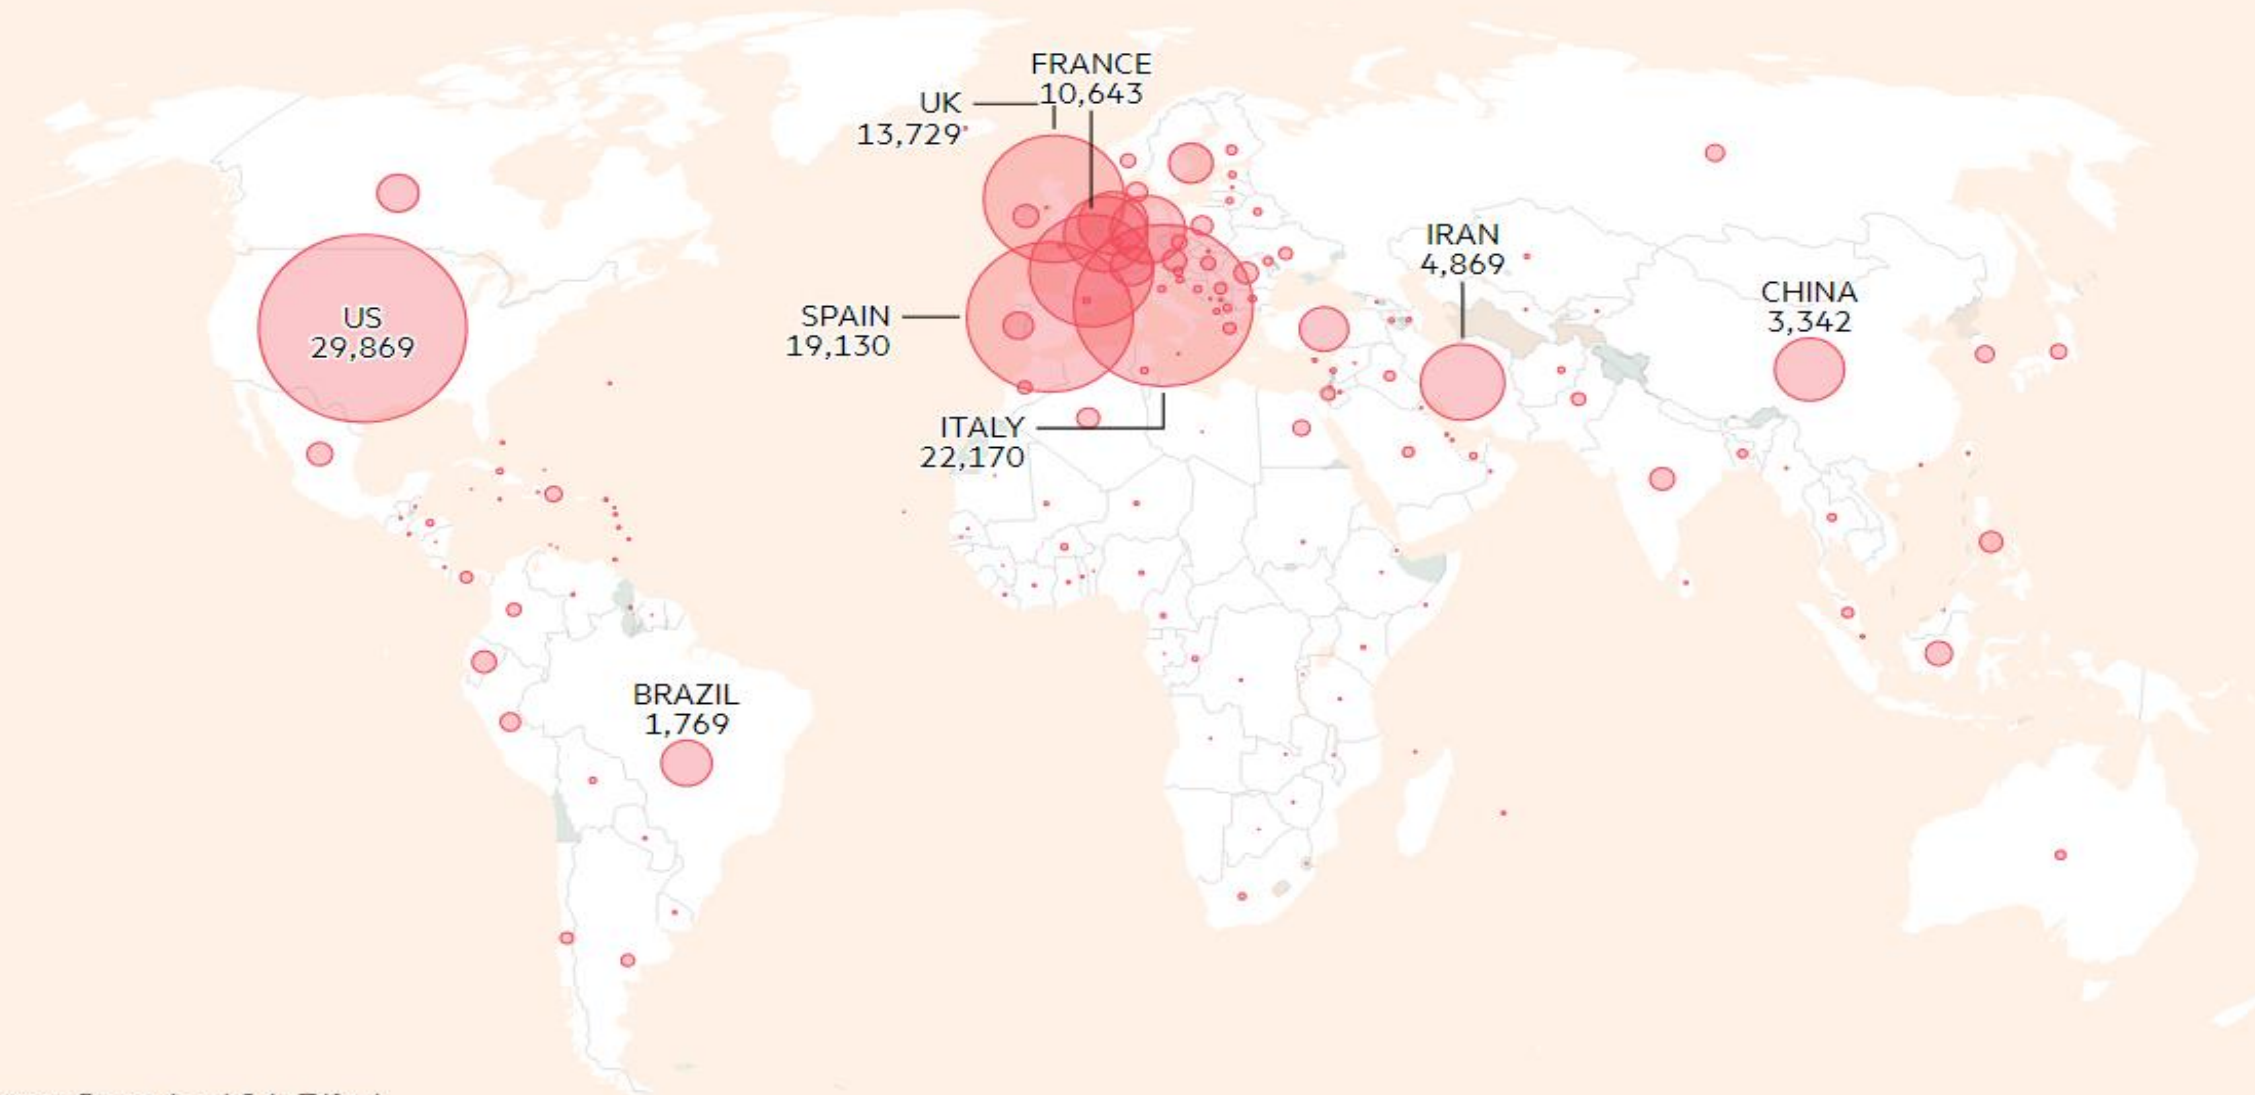 FRANCE
10,643
UK
13,729
IRAN
4,869
CHINA
3,342
US
29,869
SPAIN
19,130
ITALY
22,170
BRAZIL
1,769